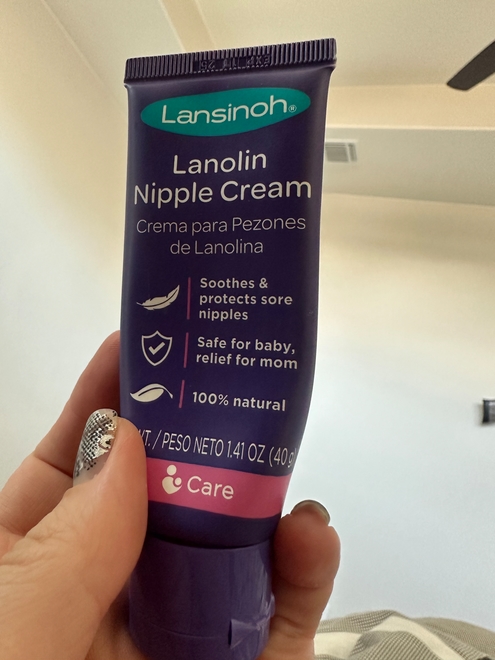 Lansinoh®
Lanolin
Nipple Cream
Crema para Pezones
de Lanolina
Soothes &
protects sore
nipples
Safe for baby,
relief for mom
100% natural
/ PESO NETO 1.41 OZ (40 g
Care